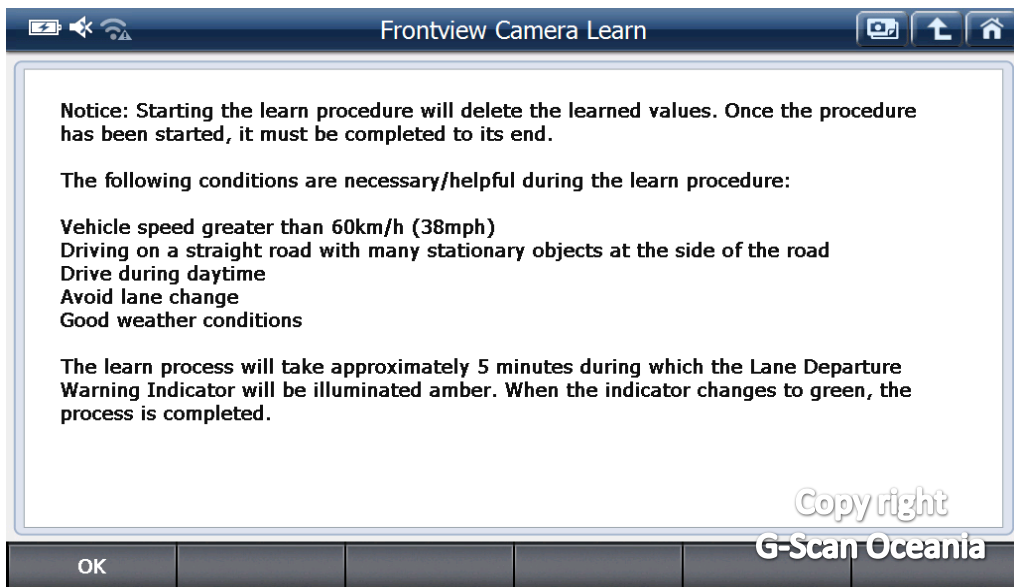 Frontview Camera Learn
Notice: Starting the learn procedure will delete the learned values. Once the procedure
has been started, it must be completed to its end.
The following conditions are necessary/helpful during the learn procedure:
Vehicle speed greater than 60km/h (38mph)
Driving on a straight road with many stationary objects at the side of the road
Drive during daytime
Avoid lane change
Good weather conditions
The learn process will take approximately 5 minutes during which the Lane Departure
Warning Indicator will be illuminated amber. When the indicator changes to green, the
process is completed.
Copy right
G-Scan Oceania
OK